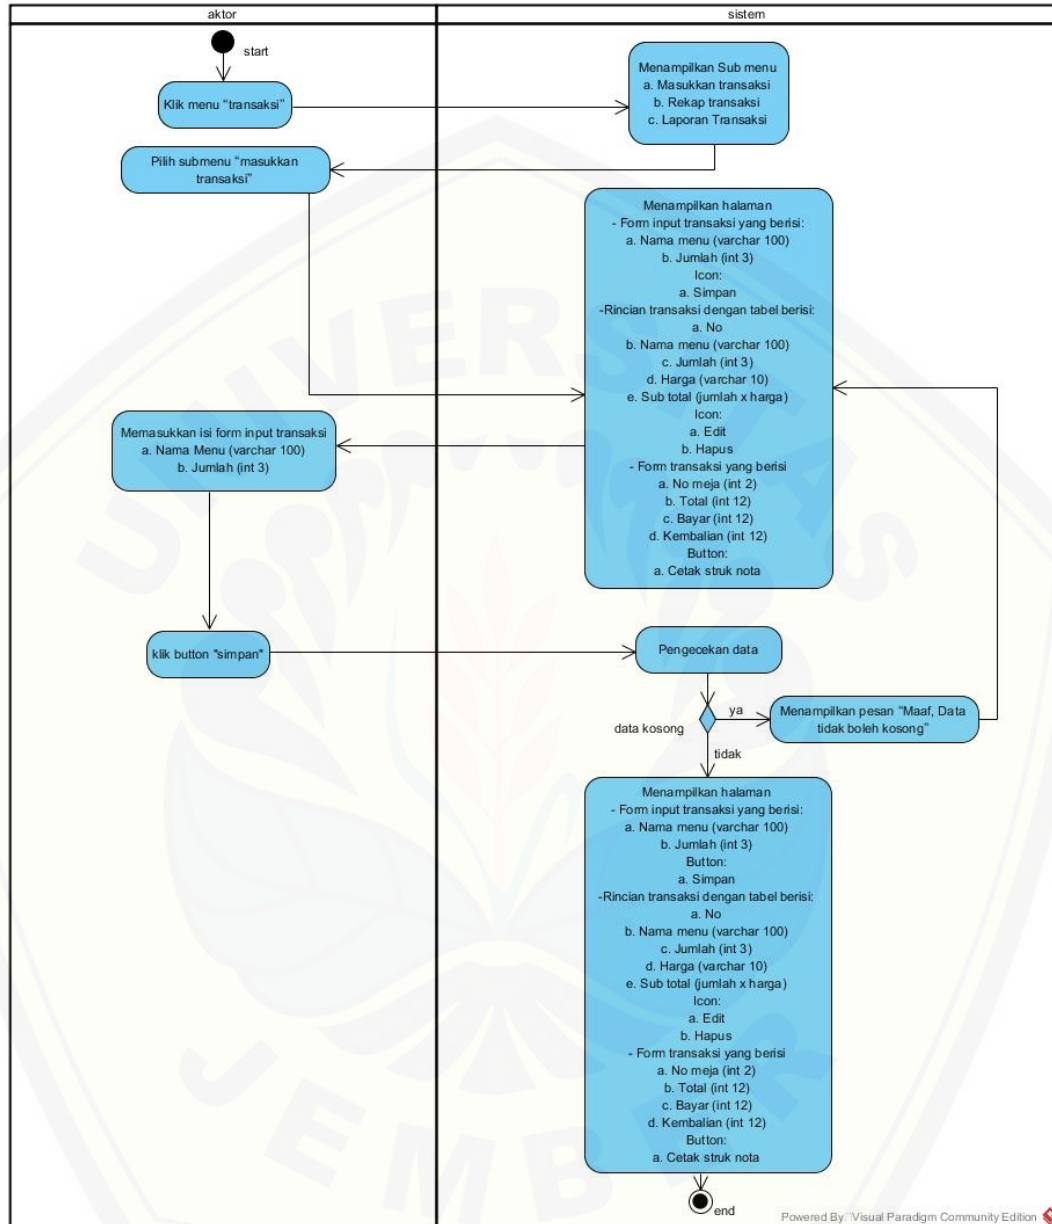 aktor
sistem
start
Klik menu "transaksi"
Menampilkan Sub menu
a. Masukkan transaksi
b. Rekap transaksi
c. Laporan Transaksi
Pilih submenu "masukkan
transaksi"
Menampilkan halaman
- Form input transaksi yang berisi:
a. Nama menu (varchar 100)
b. Jumlah (int 3)
Icon:
a. Simpan
-Rincian transaksi dengan tabel berisi:
a. No
b. Nama menu (varchar 100)
c. Jumlah (int 3)
d. Harga (varchar 10)
e. Sub total (jumlah x harga)
Icon:
a. Edit
b. Hapus
- Form transaksi yang berisi
a. No meja (int 2)
b. Total (int 12)
c. Bayar (int 12)
d. Kembalian (int 12)
Button:
a. Cetak struk nota
Memasukkan isi form input transaksi
a. Nama Menu (varchar 100)
b. Jumlah (int 3)
klik button "simpan"
Pengecekan data
data kosong
ya
Menampilkan pesan "Maaf, Data
tidak boleh kosong"
tidak
Menampilkan halaman
- Form input transaksi yang berisi:
a. Nama menu (varchar 100)
b. Jumlah (int 3)
Button:
a. Simpan
-Rincian transaksi dengan tabel berisi:
a. No
b. Nama menu (varchar 100)
c. Jumlah (int 3)
d. Harga (varchar 10)
e. Sub total (jumlah x harga)
Icon:
a. Edit
b. Hapus
- Form transaksi yang berisi
a. No meja (int 2)
b. Total (int 12)
c. Bayar (int 12)
d. Kembalian (int 12)
Button:
a. Cetak struk nota
end
UNIVERSITAS
JEMBER
Powered By Visual Paradigm Community Edition